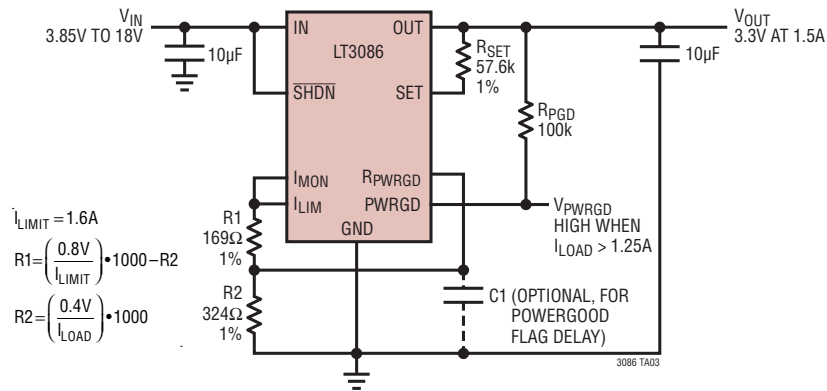 V_IN
3.85V TO 18V
10µF
IN
OUT
LT3086
SHDN
SET
R_SET
57.6k
1%
R_PGD
100k
V_OUT
3.3V AT 1.5A
10µF
I_MON
I_LIM
R_PWRGD
PWRGD
GND
V_PWRGD
HIGH WHEN
I_LOAD > 1.25A
R1
169Ω
1%
R2
324Ω
1%
C1 (OPTIONAL, FOR
POWERGOOD
FLAG DELAY)
I_LIMIT = 1.6A
R1=(0.8V/I_LIMIT)•1000–R2
R2=(0.4V/I_LOAD)•1000
3086 TA03